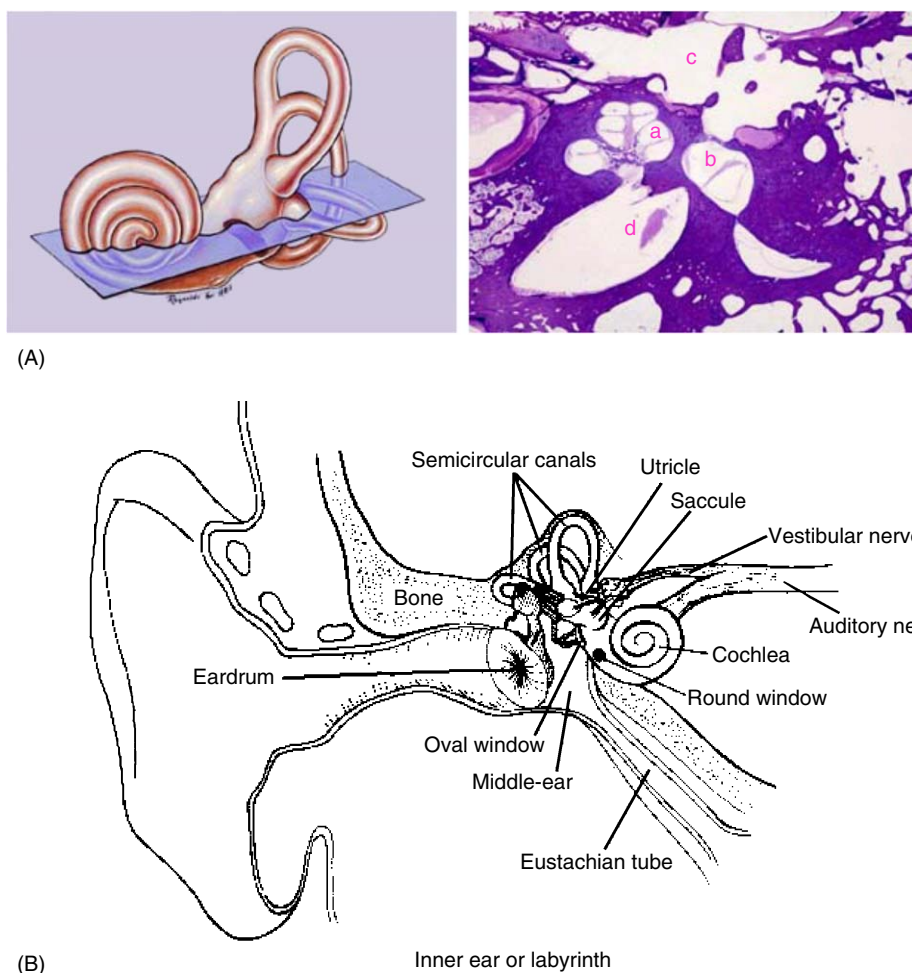 c
a
b
d
(A)
Semicircular canals
Utricle
Saccule
Vestibular nerve
Bone
Auditory ne
Cochlea
Eardrum
Round window
Oval window
Middle-ear
Eustachian tube
(B)
Inner ear or labyrinth